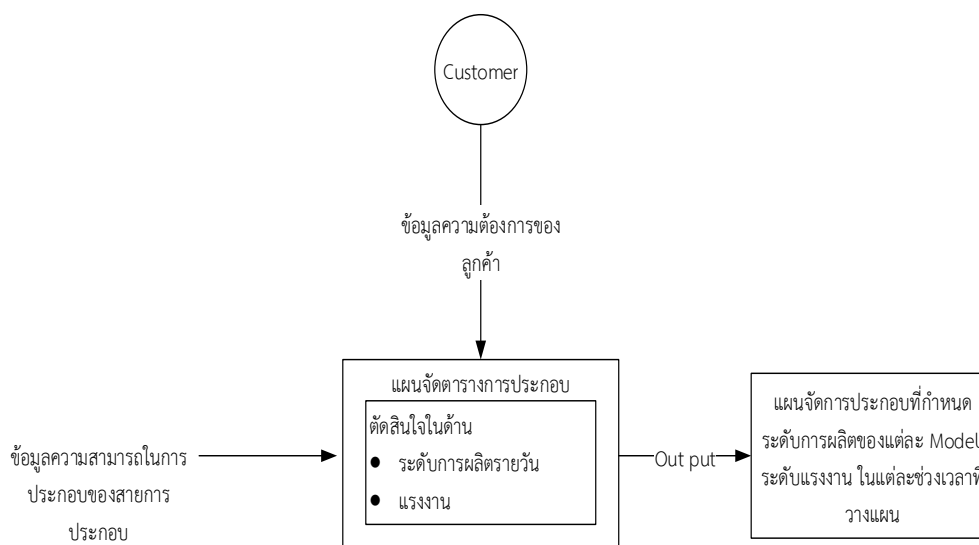 Customer
ข้อมูลความต้องการของ
ลูกค้า
แผนจัดตารางการประกอบ
ตัดสินใจในด้าน
● ระดับการผลิตรายวัน
● แรงงาน
ข้อมูลความสามารถในการ
ประกอบของสายการ
ประกอบ
Out put
แผนจัดการประกอบที่กำหนด
ระดับการผลิตของแต่ละ Model
ระดับแรงงาน ในแต่ละช่วงเวลาที่
วางแผน